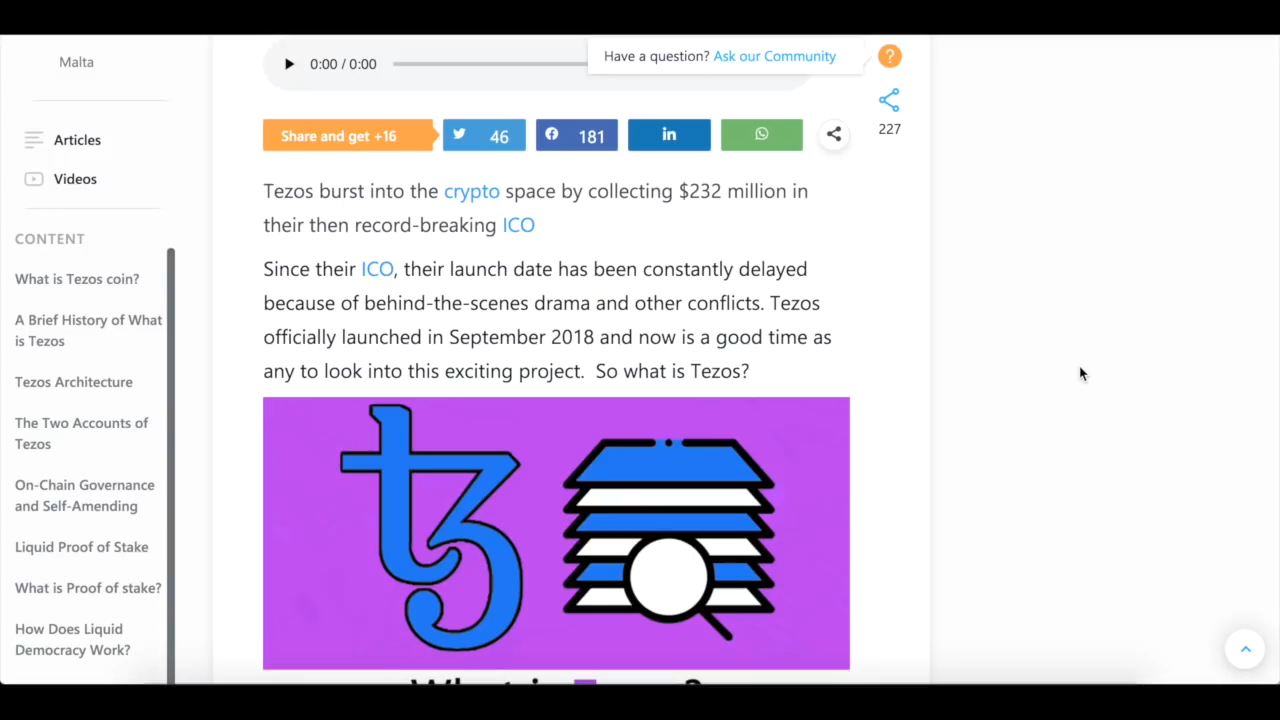 Malta
Articles
Videos
CONTENT
What is Tezos coin?
A Brief History of What
is Tezos
Tezos Architecture
The Two Accounts of
Tezos
On-Chain Governance
and Self-Amending
Liquid Proof of Stake
What is Proof of stake?
How Does Liquid
Democracy Work?
0:00 / 0:00
Have a question? Ask our Community
?
227
Share and get +16
46
181
in
Tezos burst into the crypto space by collecting $232 million in
their then record-breaking ICO
Since their ICO, their launch date has been constantly delayed
because of behind-the-scenes drama and other conflicts. Tezos
officially launched in September 2018 and now is a good time as
any to look into this exciting project.  So what is Tezos?